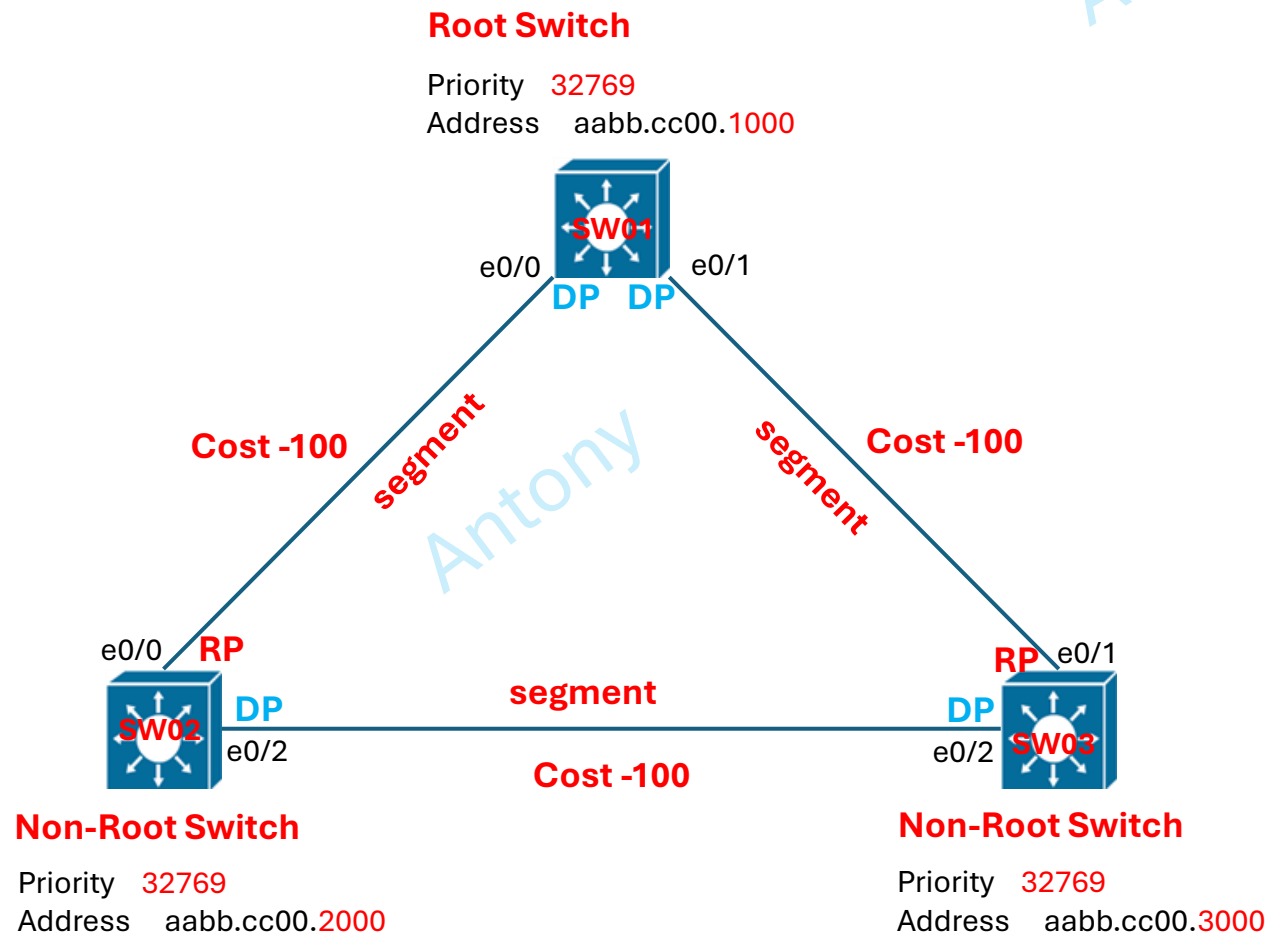 Root Switch
Priority 32769
Address aabb.cc00.1000
SW01
e0/0
e0/1
DP
DP
Cost -100
segment
segment
Cost -100
Antony
e0/0
RP
RP
e0/1
segment
DP
DP
SW02
SW03
e0/2
e0/2
Cost -100
Non-Root Switch
Priority 32769
Address aabb.cc00.2000
Non-Root Switch
Priority 32769
Address aabb.cc00.3000